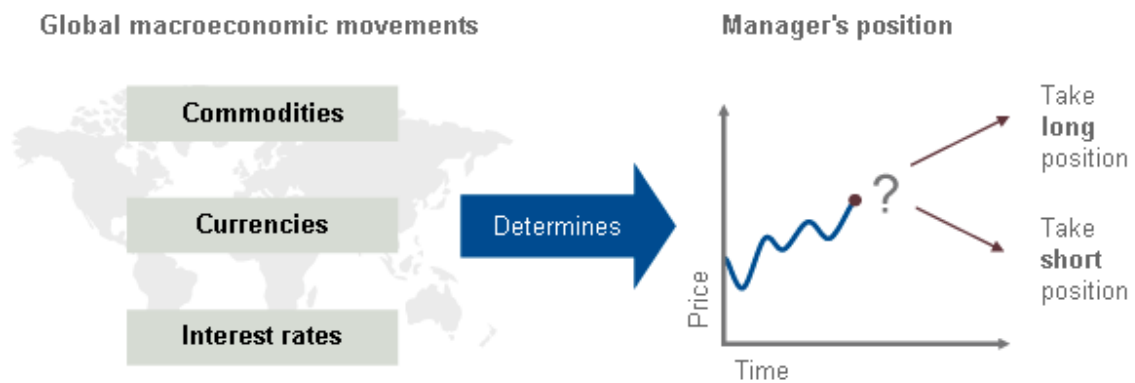 Global macroeconomic movements
Manager's position
Commodities
Currencies
Interest rates
Determines
Price
Time
?
Take
long
position
Take
short
position